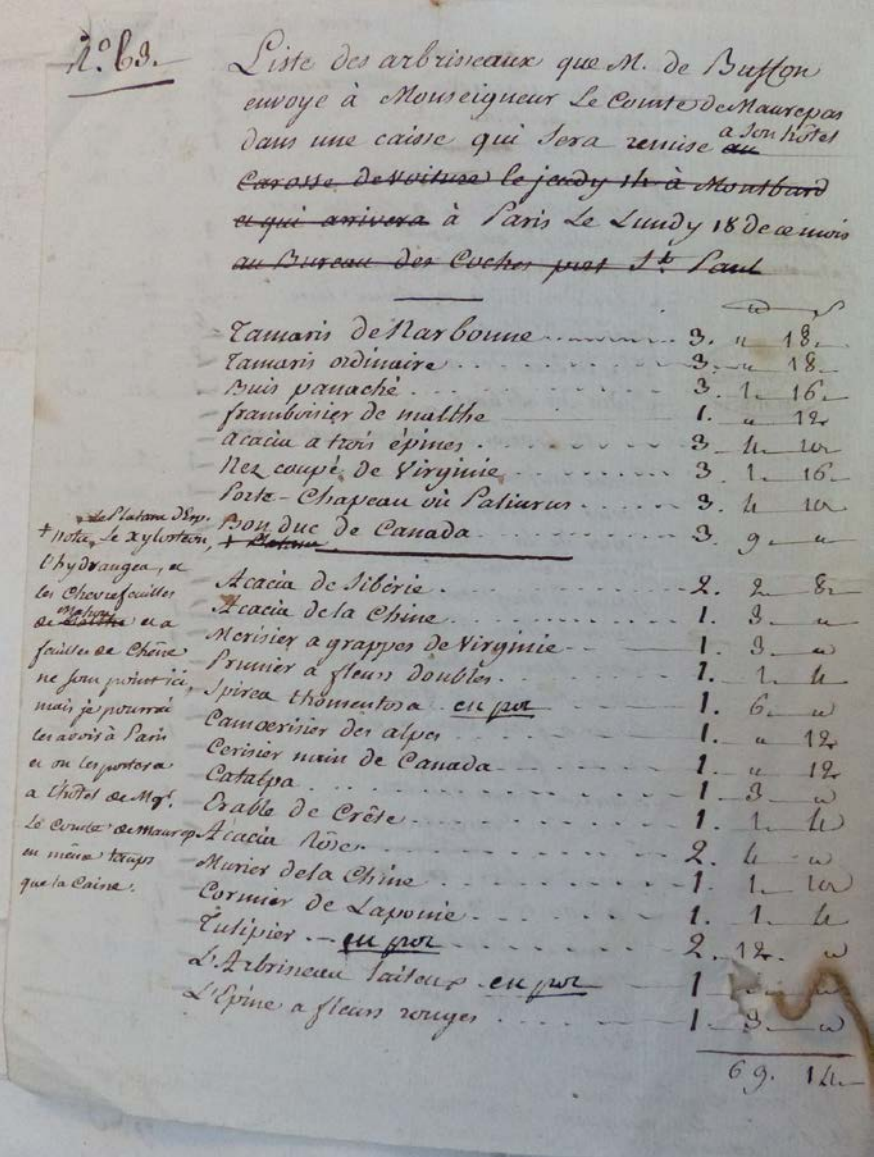 N.º 63.
Liste des arbrisseaux que M. de Buffon
envoye à Monseigneur Le Comte de Maurepas
dans une caisse qui sera remise au a son hôtel
Carosse de voiture le jeudy 14 à Montbard
et qui arrivera à Paris Le Lundy 18 de ce mois
au Bureau des Coches prest St. Paul
Tamaris de Narbonne 3. " 18.
Tamaris ordinaire 3. " 18.
Buis panaché 3. 1. 16.
framboisier de malthe 1. " 12
acacia a trois épines 3. 4. 10
Nez coupé de Virginie 3. 1. 16.
Porte-Chapeau où Paliurus 3. 4. 10
Bon duc de Canada 3. 9. "
+ Platane
Acacia de Sibérie 2. 2. 8.
Acacia de la Chine 1. 3. "
Merisier a grappes de Virginie 1. 3. "
Prunier a fleurs doubles 1. 1. 4
Spirea thomentosa en pot 1. 6. "
Camoerisier des alpes 1. " 12
Cerisier nain de Canada 1. " 12
Catalpa 1 3. "
Erable de Crête 1. 1. 4
Acacia Rôse 2. 4. "
Murier de la Chine 1. 1. 10
Cormier de Laponie 1. 1. 4
Tulipier en pot 2. 12. "
L'Arbrisseau laiteux en pot 1 "
L'Epine a fleurs rouges 1. 3. "
69. 14.
+ nota, le Platane d'Esp. Le Xylosteon,
l'hydrangea, et
les chevrefeuilles
de Malthe Mahon et a
feuilles de Chêne
ne sont point ici,
mais je pourrai
les avoir à Paris
et on les portera
a l'hôtel de Mgr.
Le Comte de Maurep.
en même temps
que la Caisse.